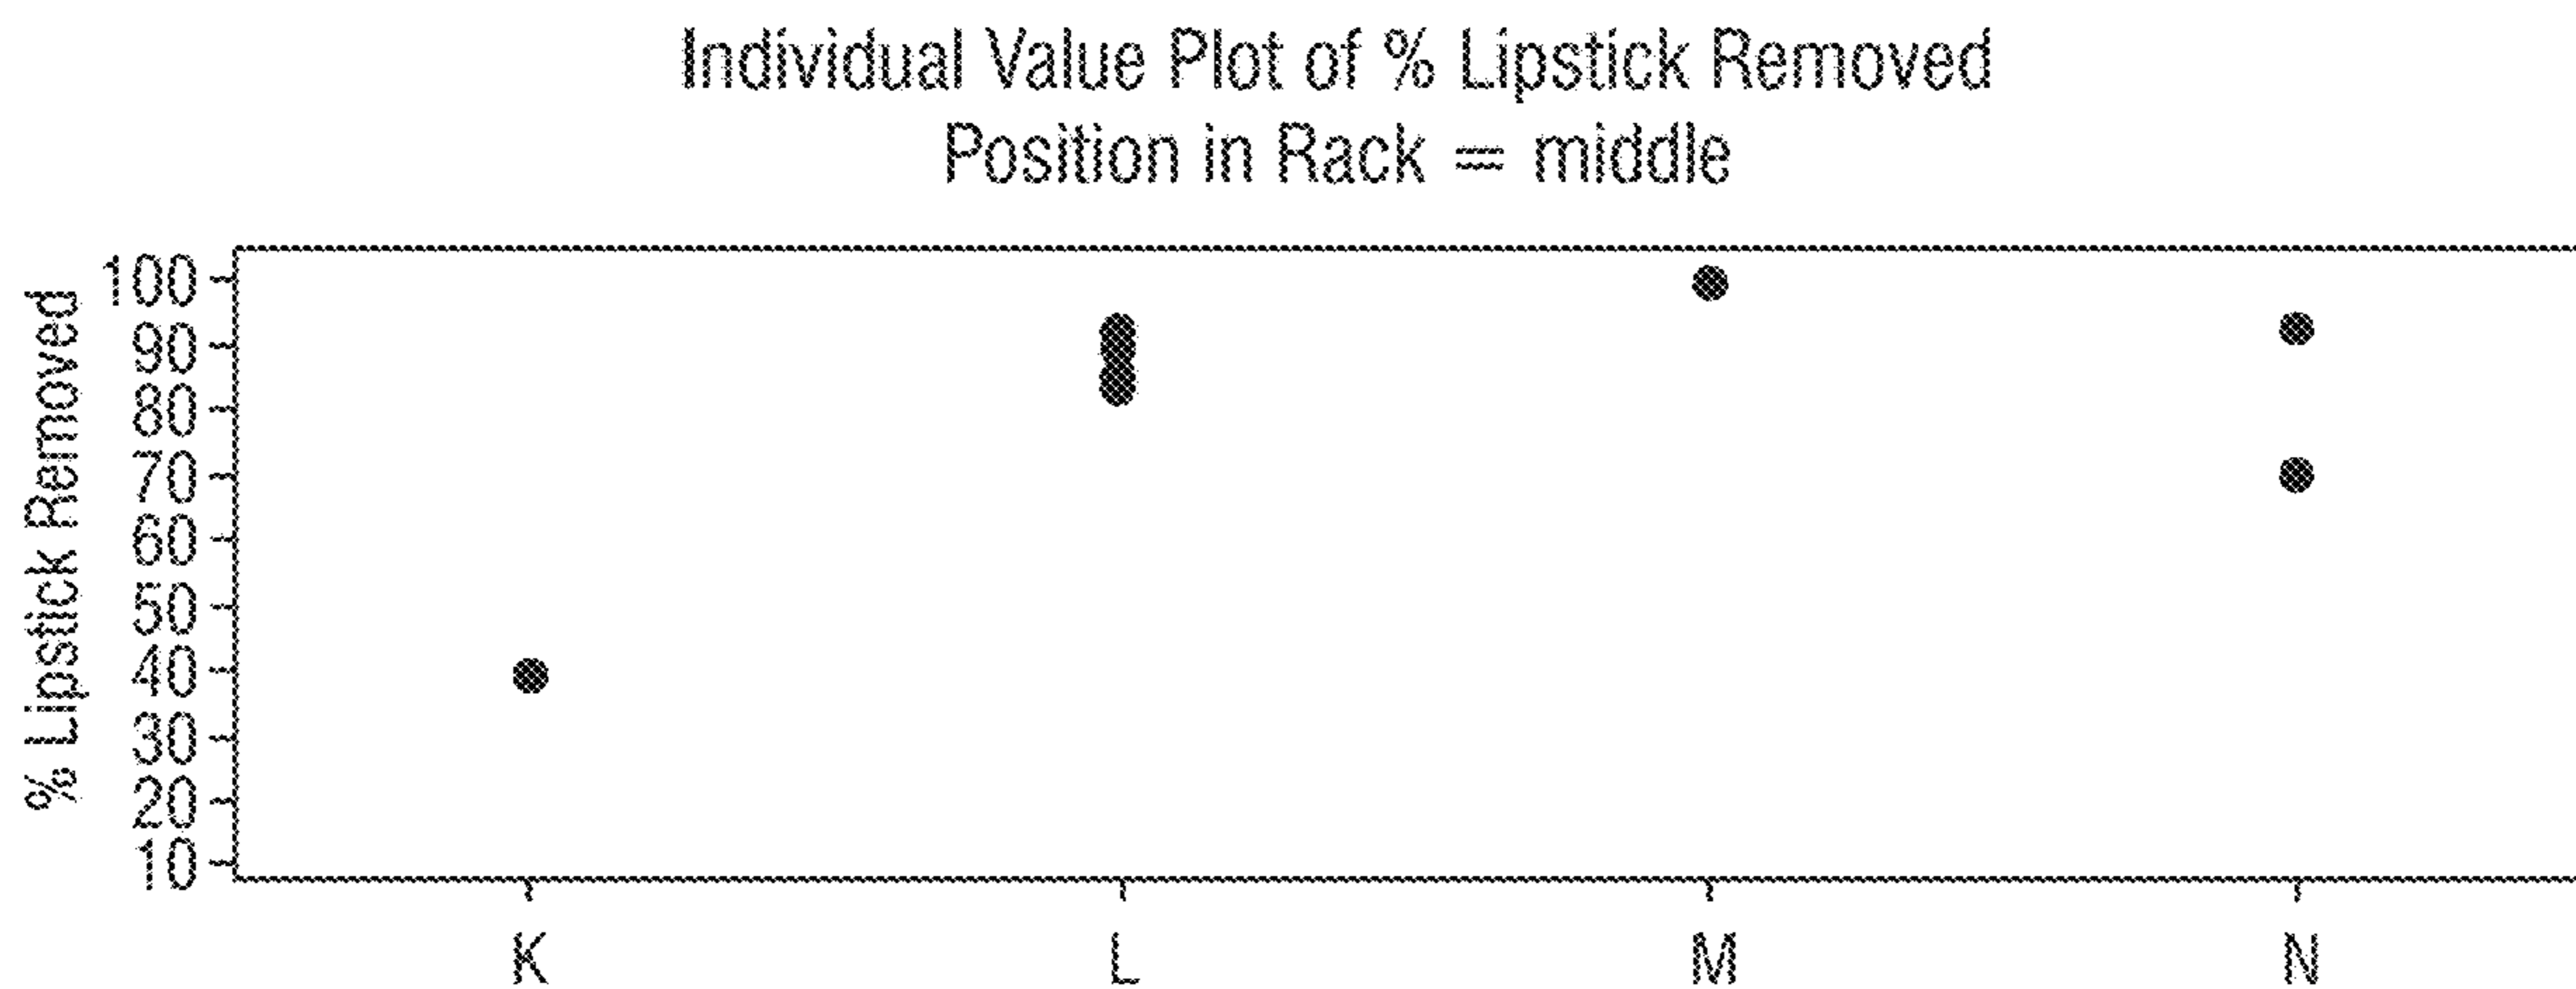 Individual Value Plot of % Lipstick Removed
Position in Rack = middle
% Lipstick Removed
100
90
80
70
60
50
40
30
20
10
K L M N